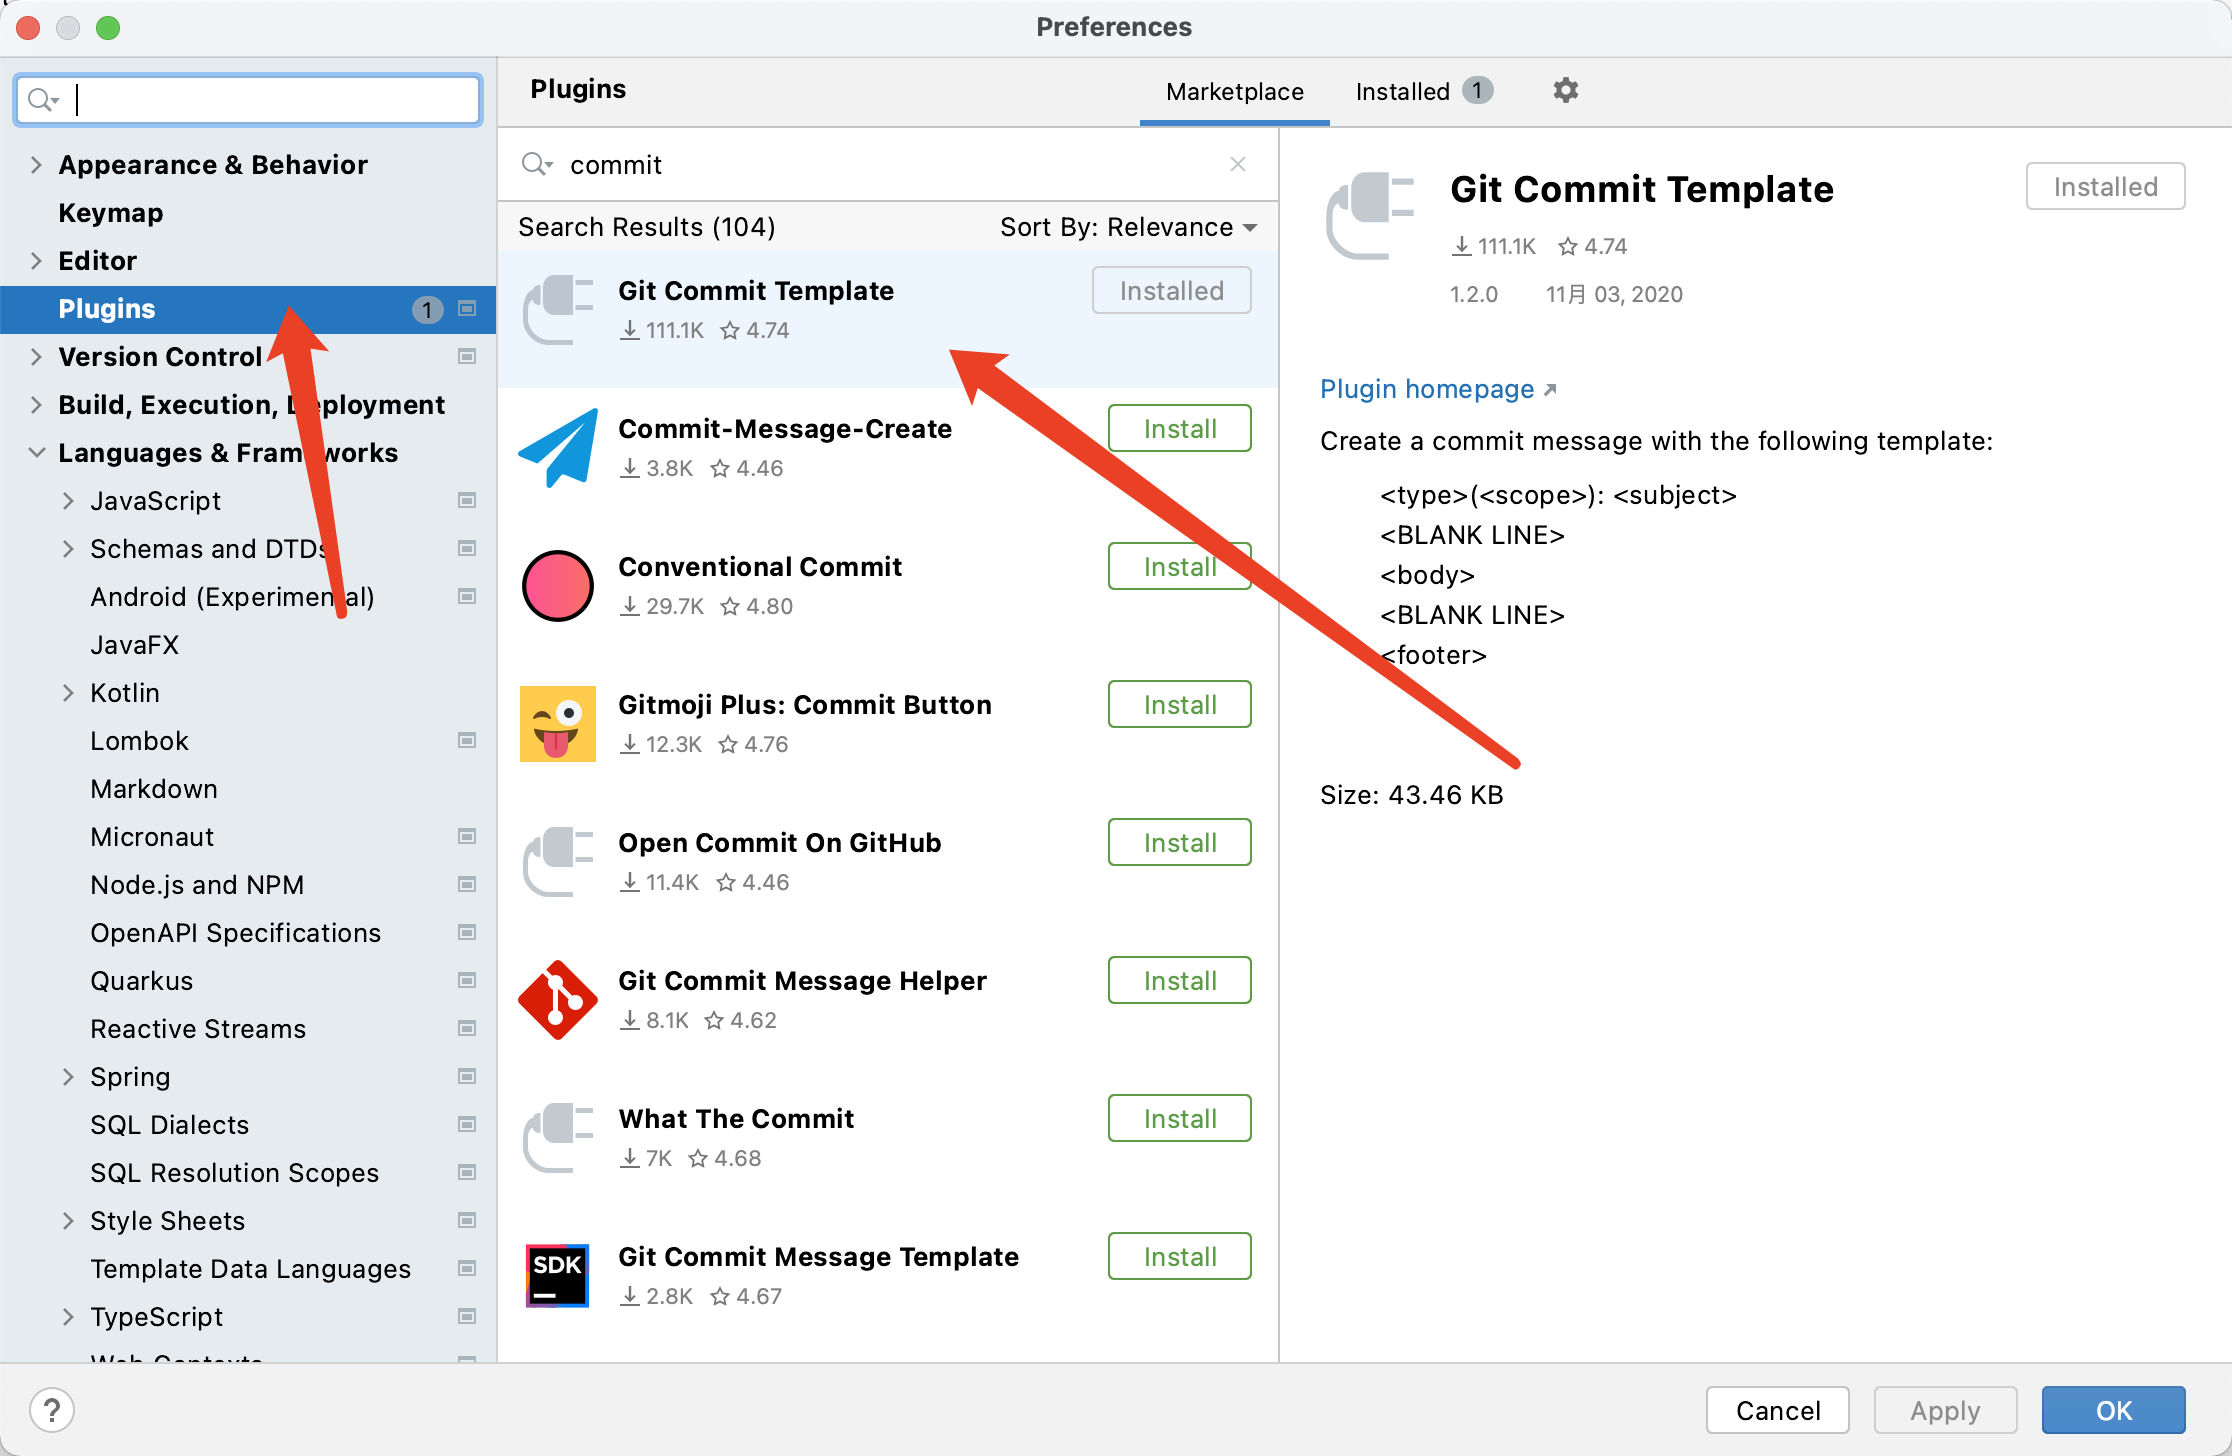 Preferences
Appearance & Behavior
Keymap
Editor
Plugins 1
Version Control
Build, Execution, Deployment
Languages & Frameworks
JavaScript
Schemas and DTDs
Android (Experimental)
JavaFX
Kotlin
Lombok
Markdown
Micronaut
Node.js and NPM
OpenAPI Specifications
Quarkus
Reactive Streams
Spring
SQL Dialects
SQL Resolution Scopes
Style Sheets
Template Data Languages
TypeScript
Web Contexts
Plugins
Marketplace
Installed 1
commit
Search Results (104)
Sort By: Relevance
Git Commit Template
Installed
111.1K 4.74
Commit-Message-Create
Install
3.8K 4.46
Conventional Commit
Install
29.7K 4.80
Gitmoji Plus: Commit Button
Install
12.3K 4.76
Open Commit On GitHub
Install
11.4K 4.46
Git Commit Message Helper
Install
8.1K 4.62
What The Commit
Install
7K 4.68
SDK
Git Commit Message Template
Install
2.8K 4.67
Git Commit Template
Installed
111.1K 4.74
1.2.0 11月 03, 2020
Plugin homepage
Create a commit message with the following template:
<type>(<scope>): <subject>
<BLANK LINE>
<body>
<BLANK LINE>
<footer>
Size: 43.46 KB
?
Cancel
Apply
OK